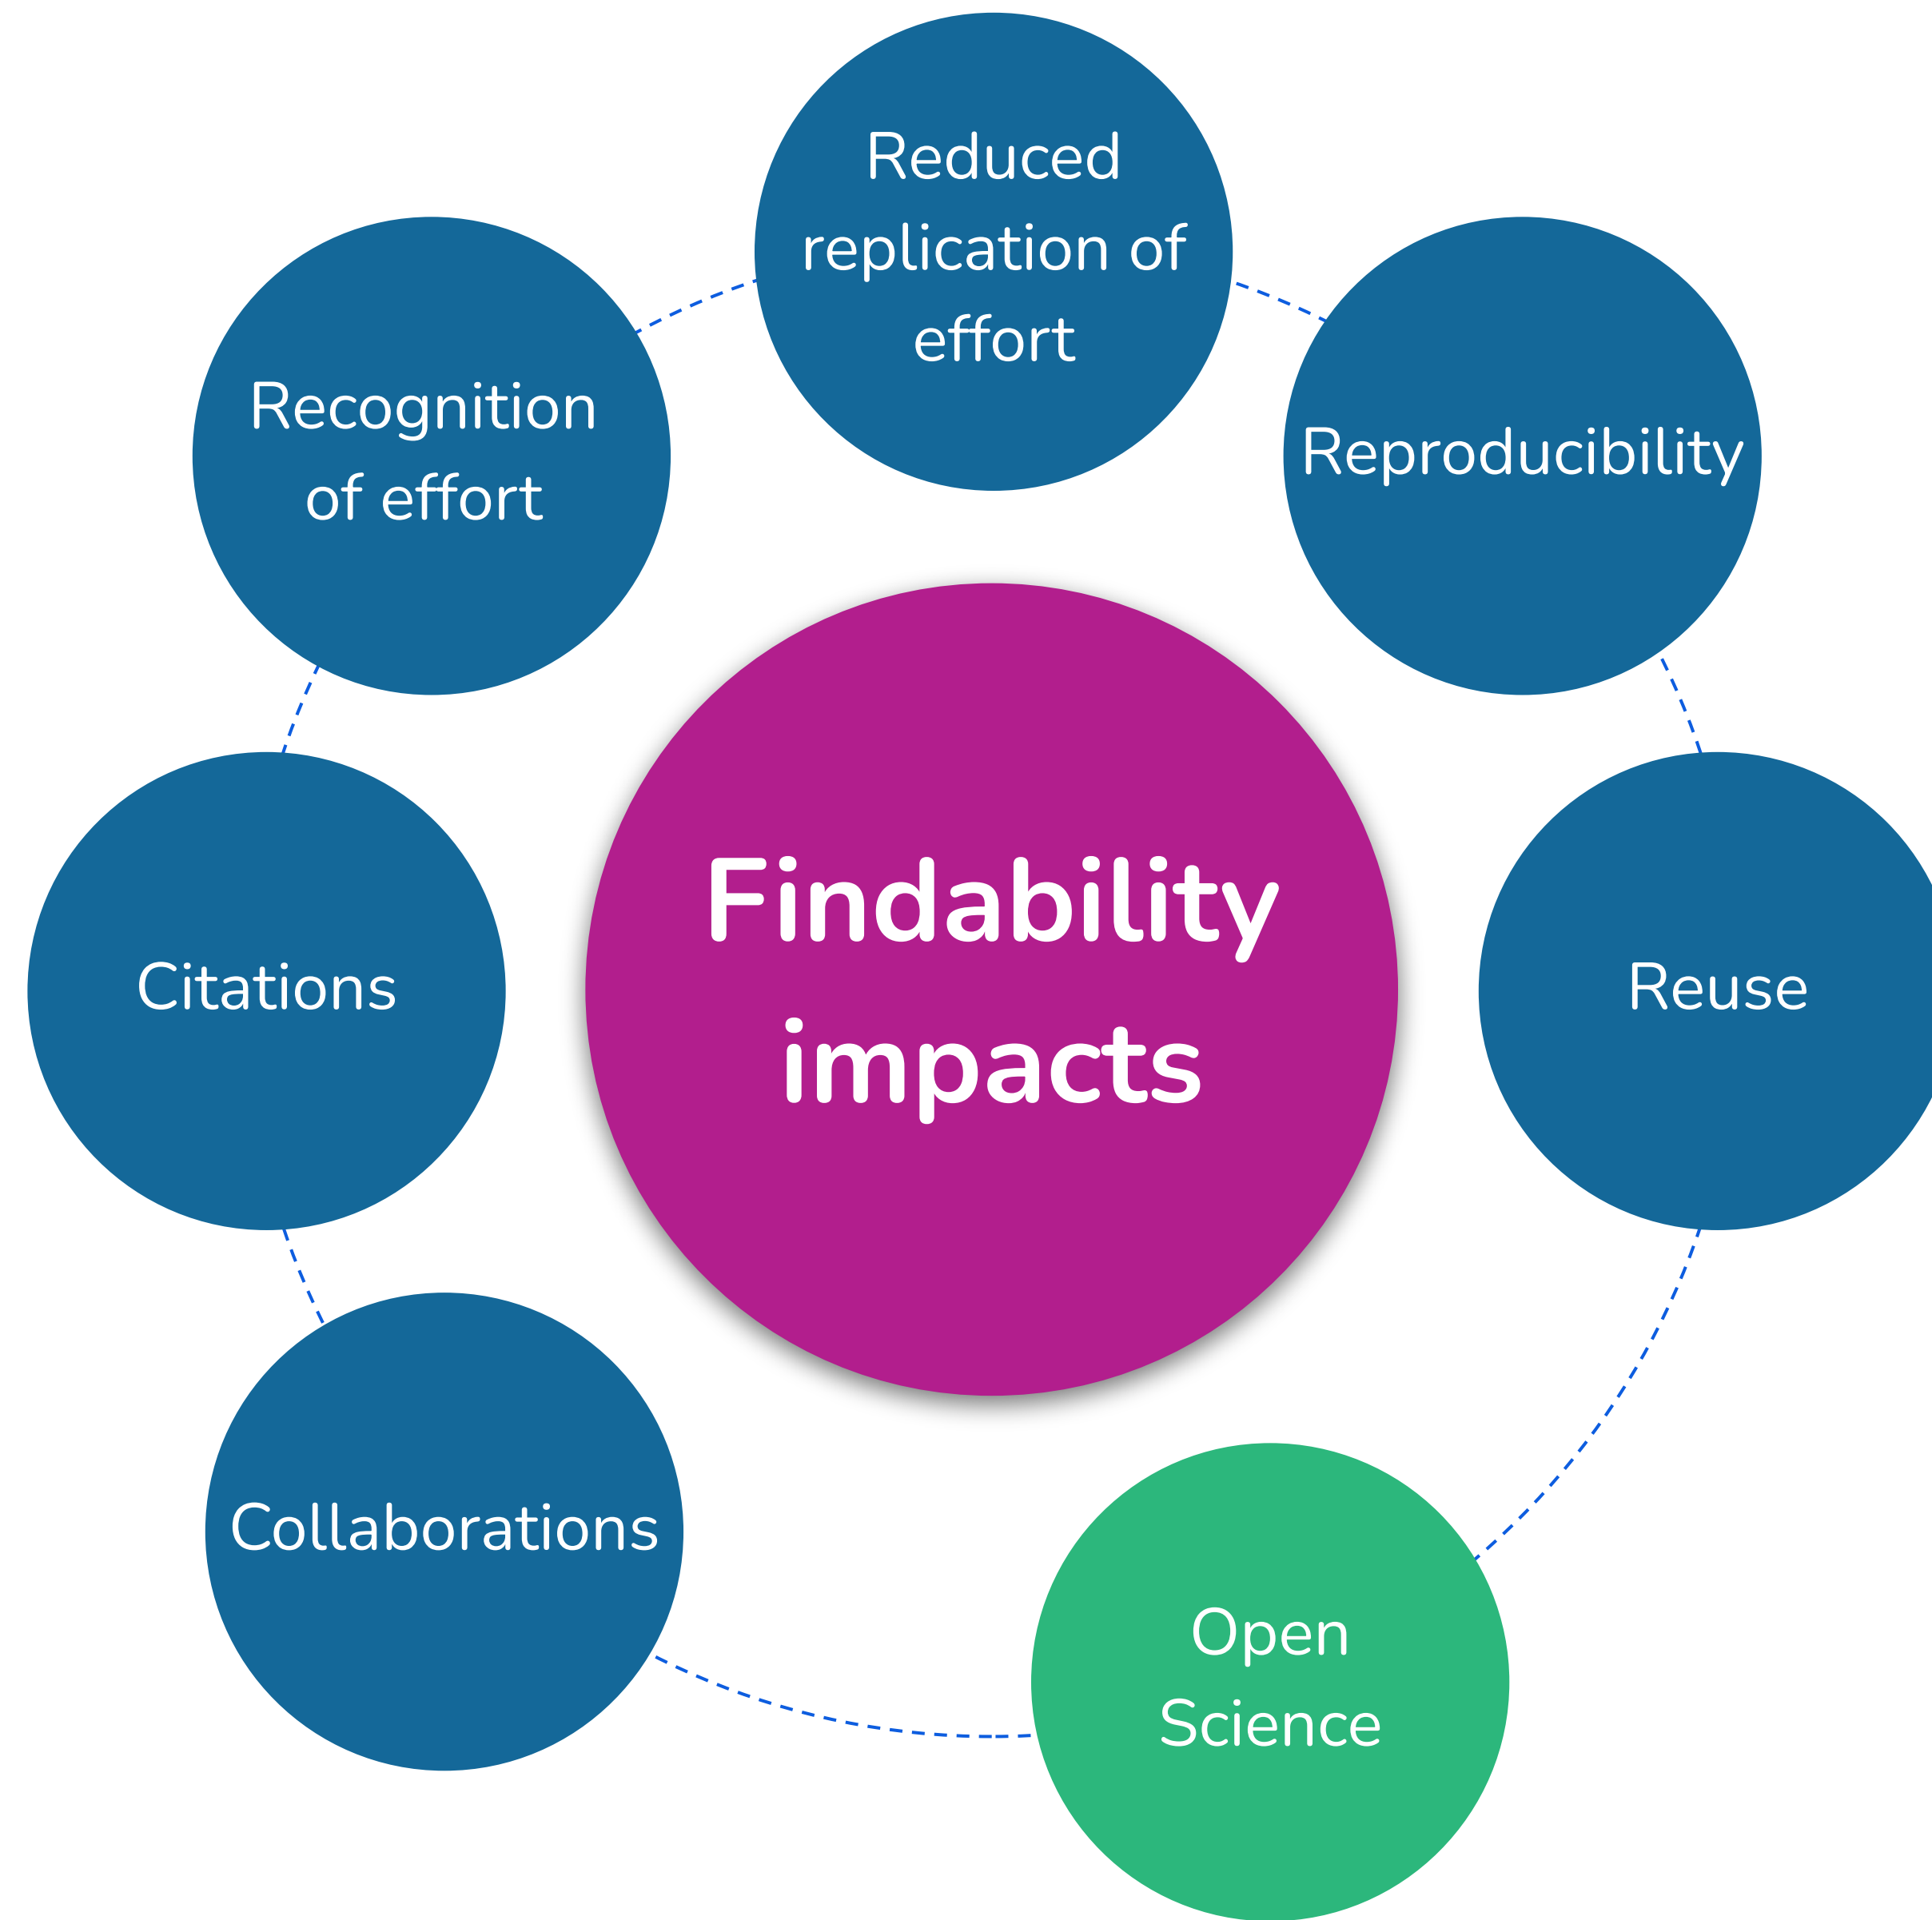 Reduced
replication of
effort
Recognition
of effort
Reproducibility
Findability
impacts
Citations
Reuse
Collaborations
Open
Science